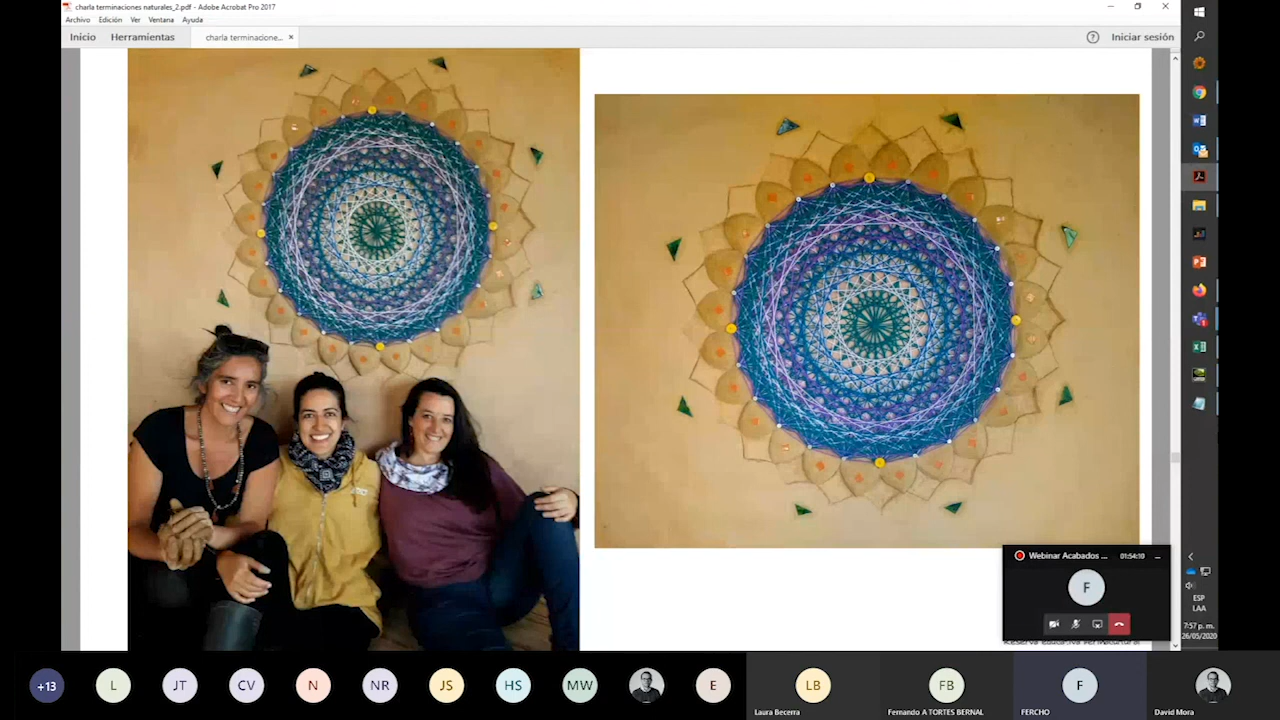 charla terminaciones naturales_2.pdf - Adobe Acrobat Pro 2017
Archivo Edición Ver Ventana Ayuda
Inicio Herramientas charla terminacione... × Iniciar sesión
Webinar Acabados ... 01:54:10
F
ESP
LAA
7:57 p. m.
26/05/2020
+13 L JT CV N NR JS HS MW E LB FB F
Laura Becerra Fernando A TORTES BERNAL FERCHO David Mora